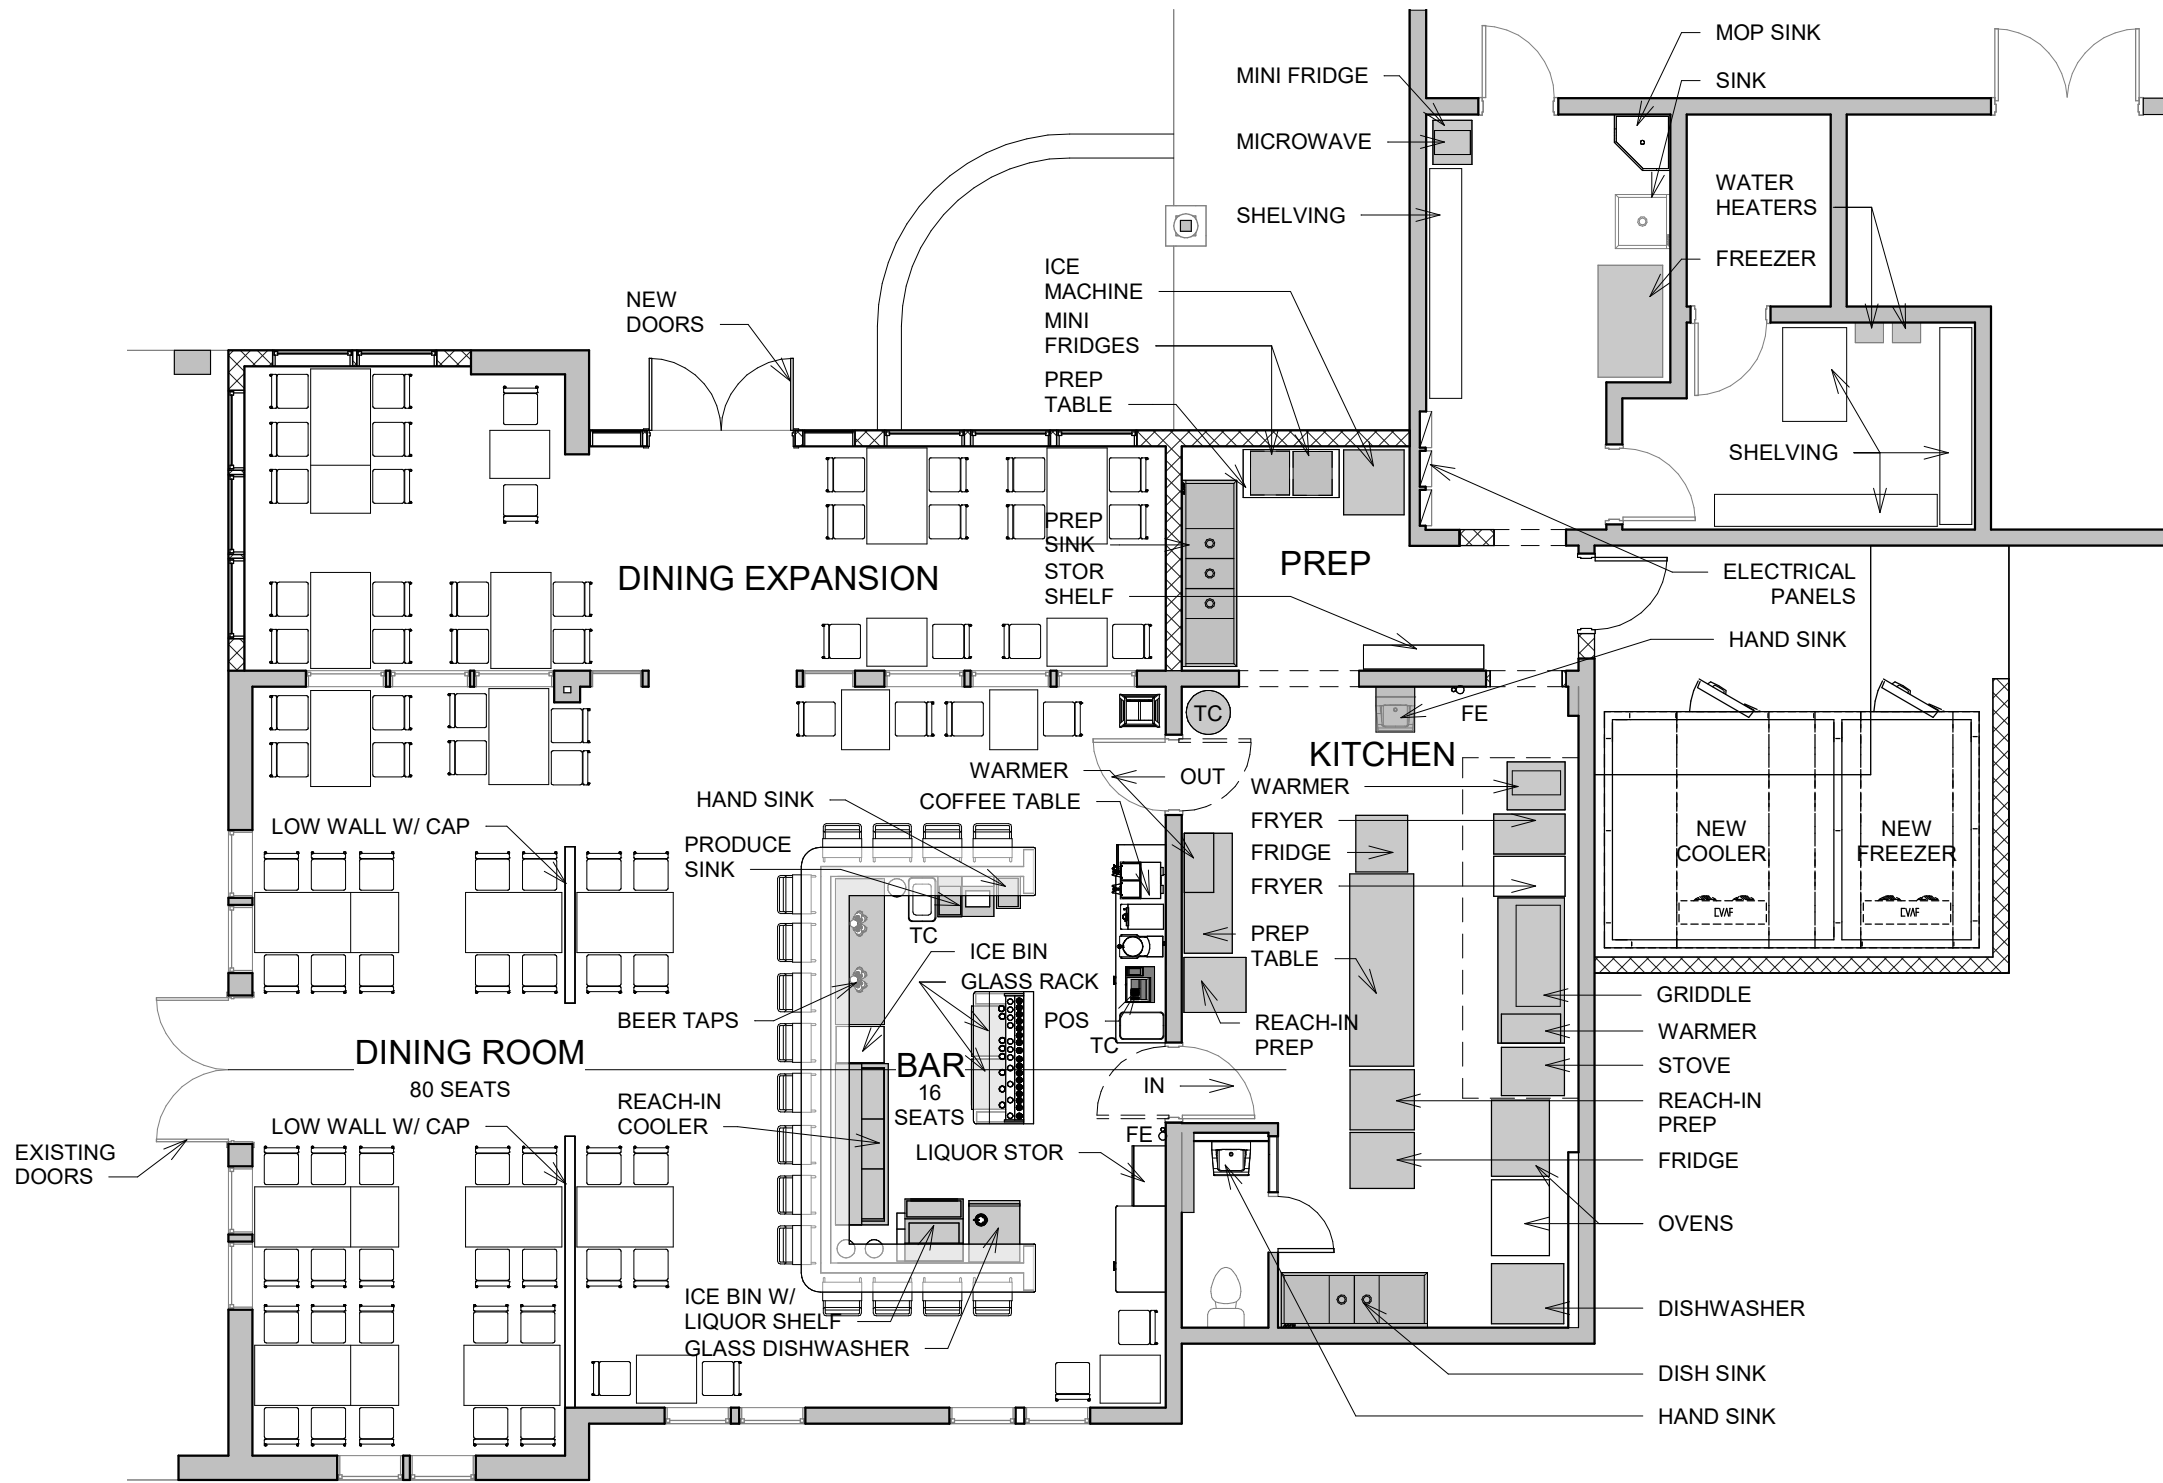 MOP SINK
MINI FRIDGE
SINK
MICROWAVE
WATER
HEATERS
SHELVING
FREEZER
ICE
MACHINE
NEW
DOORS
MINI
FRIDGES
PREP
TABLE
SHELVING
PREP
SINK
STOR
SHELF
PREP
DINING EXPANSION
ELECTRICAL
PANELS
HAND SINK
TC
FE
KITCHEN
WARMER
OUT
WARMER
HAND SINK
COFFEE TABLE
LOW WALL W/ CAP
FRYER
NEW
COOLER
NEW
FREEZER
PRODUCE
SINK
FRIDGE
FRYER
CVAF
CVAF
TC
PREP
TABLE
ICE BIN
GLASS RACK
GRIDDLE
BEER TAPS
POS
REACH-IN
PREP
WARMER
TC
DINING ROOM
80 SEATS
BAR
16
SEATS
IN
STOVE
REACH-IN
COOLER
REACH-IN
PREP
LOW WALL W/ CAP
FE
EXISTING
DOORS
LIQUOR STOR
FRIDGE
OVENS
ICE BIN W/
LIQUOR SHELF
GLASS DISHWASHER
DISHWASHER
DISH SINK
HAND SINK